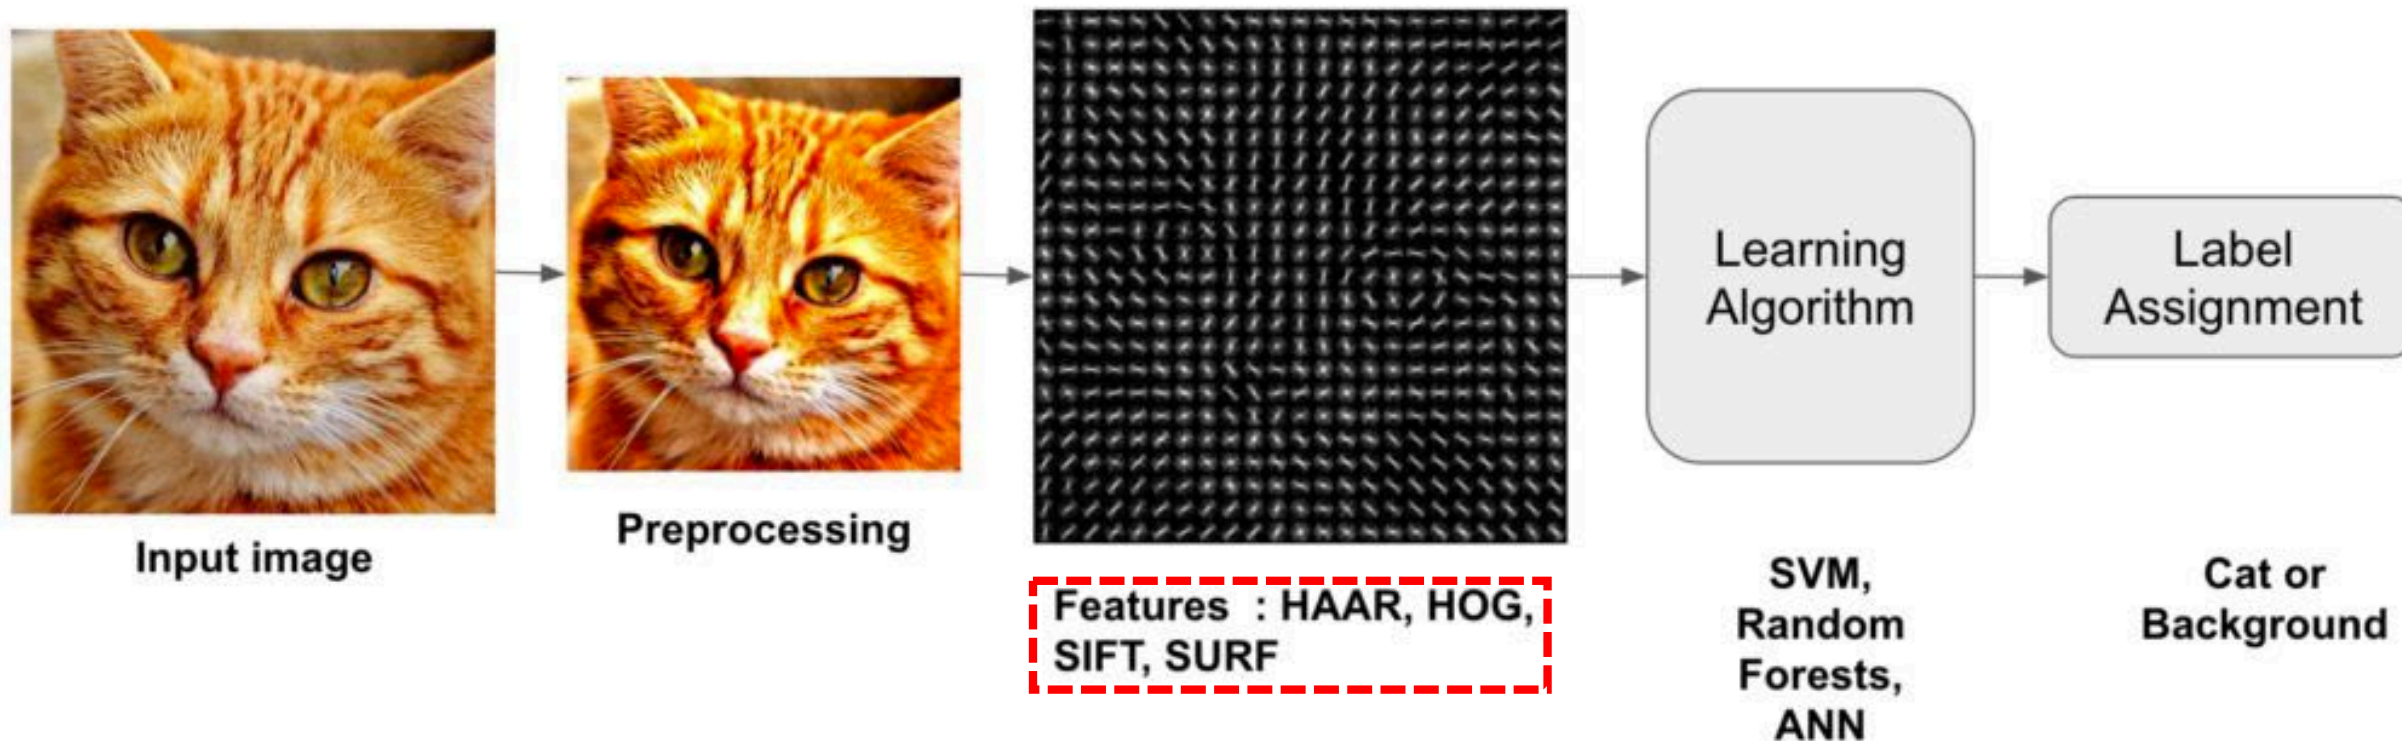 Input image
Preprocessing
Features : HAAR, HOG,
SIFT, SURF
Learning
Algorithm
SVM,
Random
Forests,
ANN
Label
Assignment
Cat or
Background